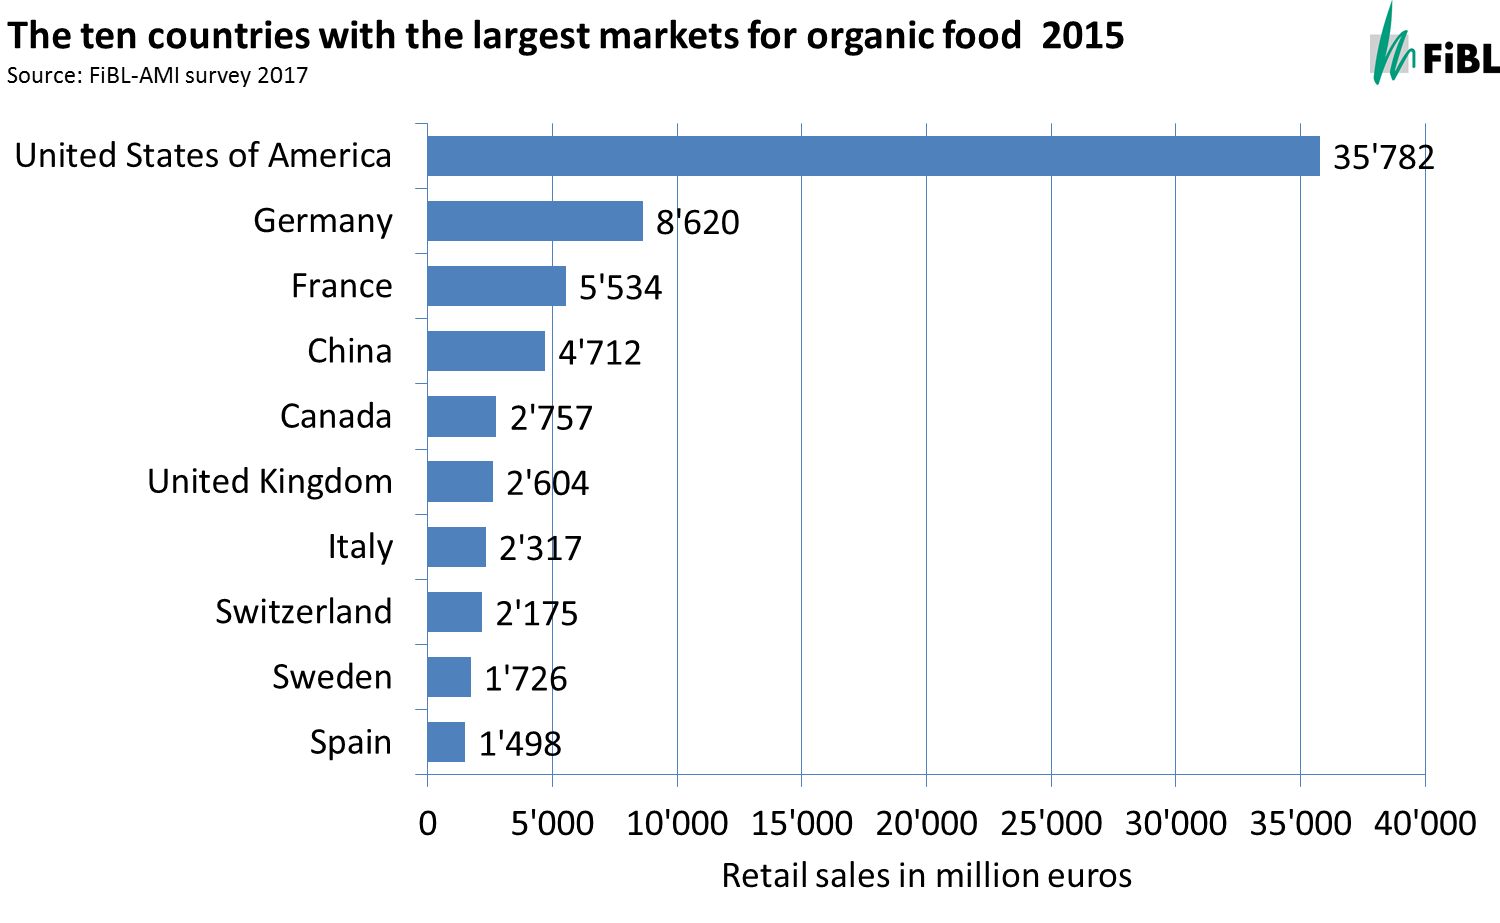 The ten countries with the largest markets for organic food  2015
Source: FiBL-AMI survey 2017
FiBL
United States of America 35'782
Germany 8'620
France 5'534
China 4'712
Canada 2'757
United Kingdom 2'604
Italy 2'317
Switzerland 2'175
Sweden 1'726
Spain 1'498
0 5'000 10'000 15'000 20'000 25'000 30'000 35'000 40'000
Retail sales in million euros